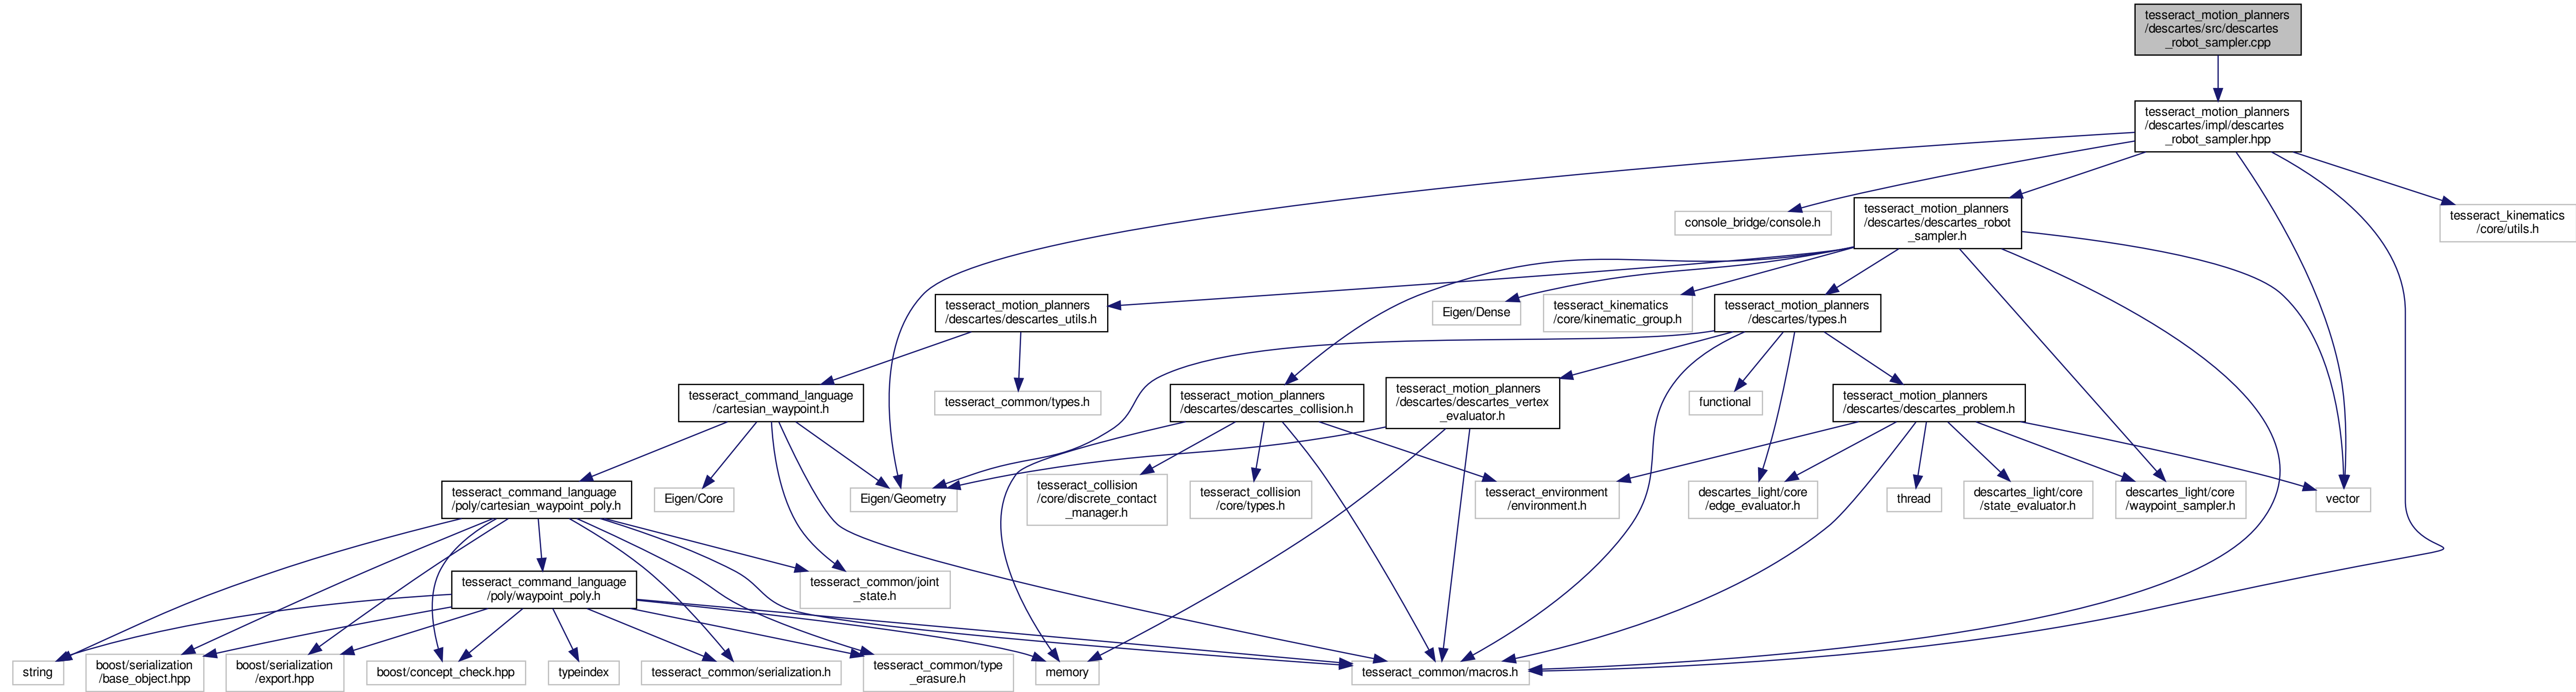 tesseract_motion_planners
/descartes/src/descartes
_robot_sampler.cpp
tesseract_motion_planners
/descartes/impl/descartes
_robot_sampler.hpp
console_bridge/console.h
tesseract_motion_planners
/descartes/descartes_robot
_sampler.h
tesseract_kinematics
/core/utils.h
tesseract_motion_planners
/descartes/descartes_utils.h
Eigen/Dense
tesseract_kinematics
/core/kinematic_group.h
tesseract_motion_planners
/descartes/types.h
tesseract_command_language
/cartesian_waypoint.h
tesseract_common/types.h
tesseract_motion_planners
/descartes/descartes_collision.h
tesseract_motion_planners
/descartes/descartes_vertex
_evaluator.h
functional
tesseract_motion_planners
/descartes/descartes_problem.h
tesseract_command_language
/poly/cartesian_waypoint_poly.h
Eigen/Core
Eigen/Geometry
tesseract_collision
/core/discrete_contact
_manager.h
tesseract_collision
/core/types.h
tesseract_environment
/environment.h
descartes_light/core
/edge_evaluator.h
thread
descartes_light/core
/state_evaluator.h
descartes_light/core
/waypoint_sampler.h
vector
tesseract_command_language
/poly/waypoint_poly.h
tesseract_common/joint
_state.h
string
boost/serialization
/base_object.hpp
boost/serialization
/export.hpp
boost/concept_check.hpp
typeindex
tesseract_common/serialization.h
tesseract_common/type
_erasure.h
memory
tesseract_common/macros.h